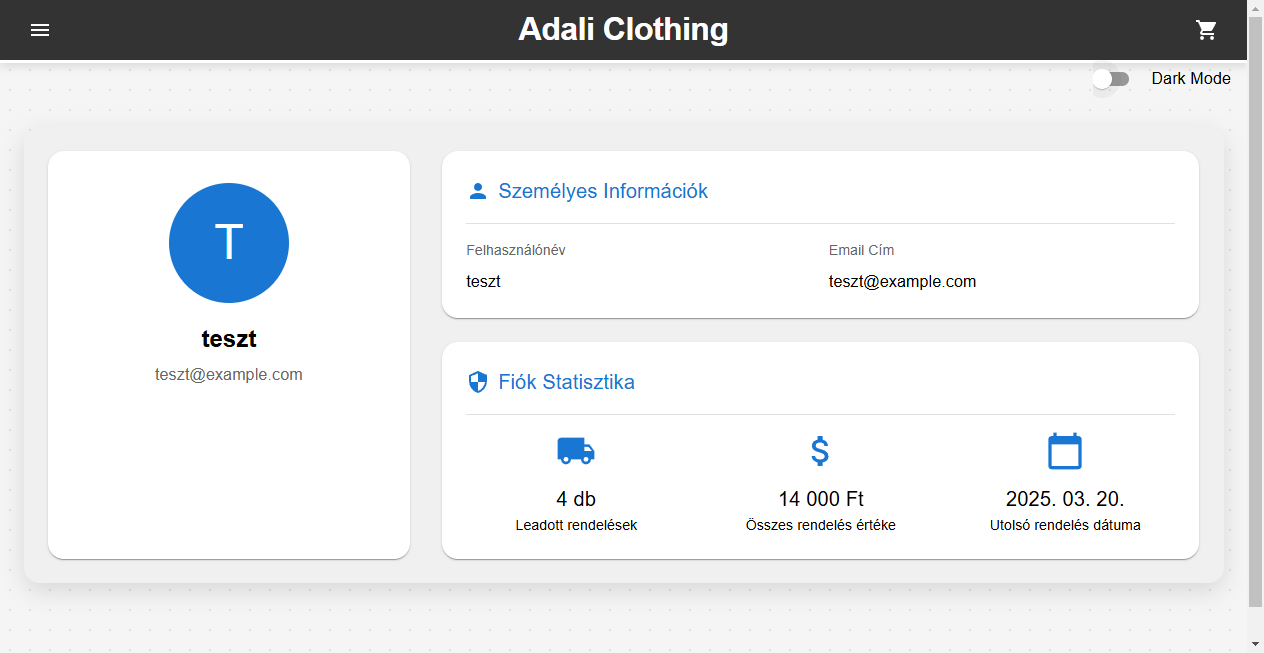 Adali Clothing
Dark Mode
T
teszt
teszt@example.com
Személyes Információk
Felhasználónév
teszt
Email Cím
teszt@example.com
Fiók Statisztika
4 db
Leadott rendelések
14 000 Ft
Összes rendelés értéke
2025. 03. 20.
Utolsó rendelés dátuma